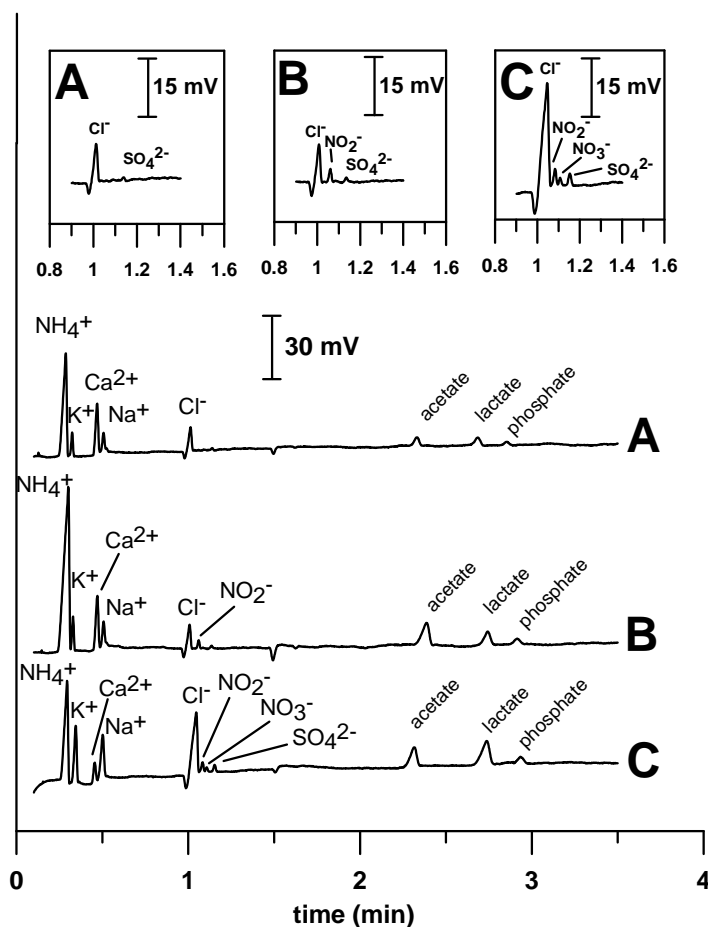 A
15 mV
Cl⁻
SO₄²⁻
0.8 1 1.2 1.4 1.6
B
15 mV
Cl⁻
NO₂⁻
SO₄²⁻
0.8 1 1.2 1.4 1.6
C
Cl⁻
15 mV
NO₂⁻
NO₃⁻
SO₄²⁻
0.8 1 1.2 1.4 1.6
NH₄⁺
30 mV
Ca²⁺
K⁺
Na⁺
Cl⁻
acetate
lactate
phosphate
A
NH₄⁺
Ca²⁺
K⁺
Na⁺
Cl⁻
NO₂⁻
acetate
lactate
phosphate
B
NH₄⁺
Ca²⁺
K⁺
Na⁺
Cl⁻
NO₂⁻
NO₃⁻
SO₄²⁻
acetate
lactate
phosphate
C
0 1 2 3 4
time (min)